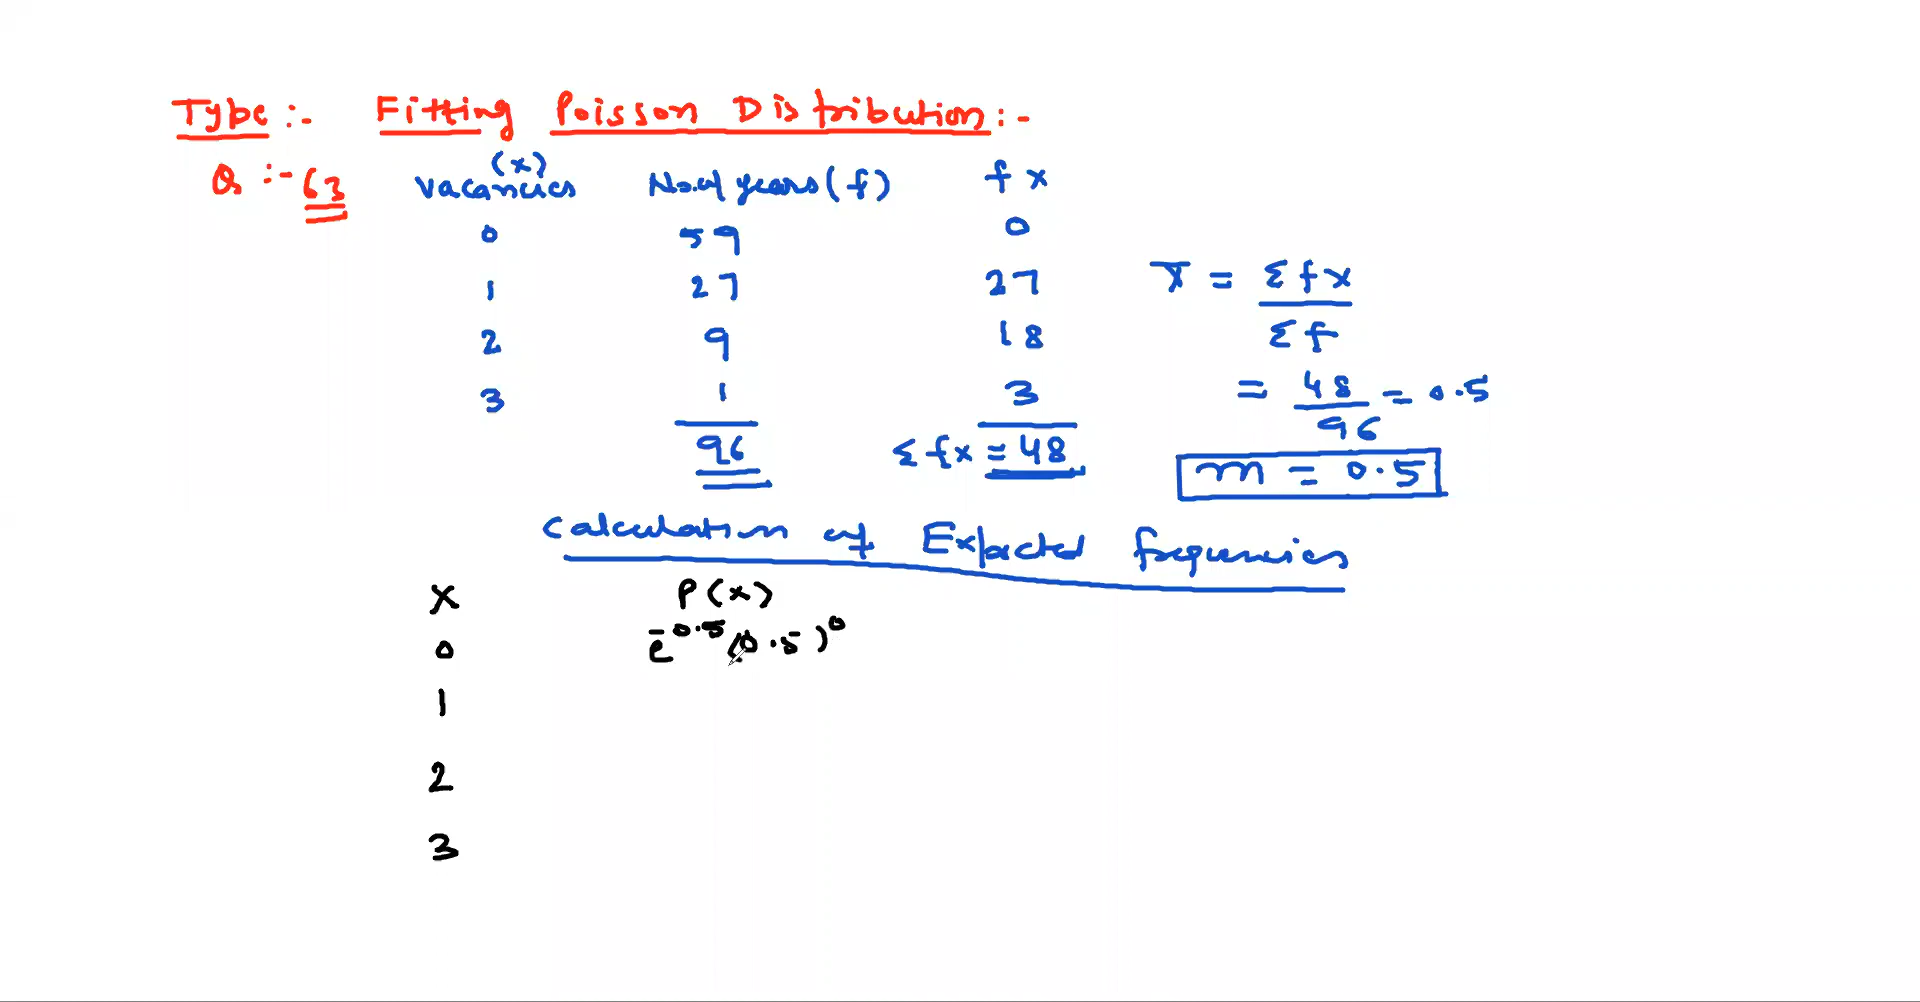 Type :- Fitting Poisson Distribution :-
Q :- 63 Vacancies (x) No. of years (f) fx
0 59 0
1 27 27
2 9 18
3 1 3
96 Σfx = 48
x̅ = Σfx / Σf
= 48/96 = 0.5
m = 0.5
Calculation of Expected frequencies
X P(x)
0 e^-0.5 (0.5)^0
1
2
3